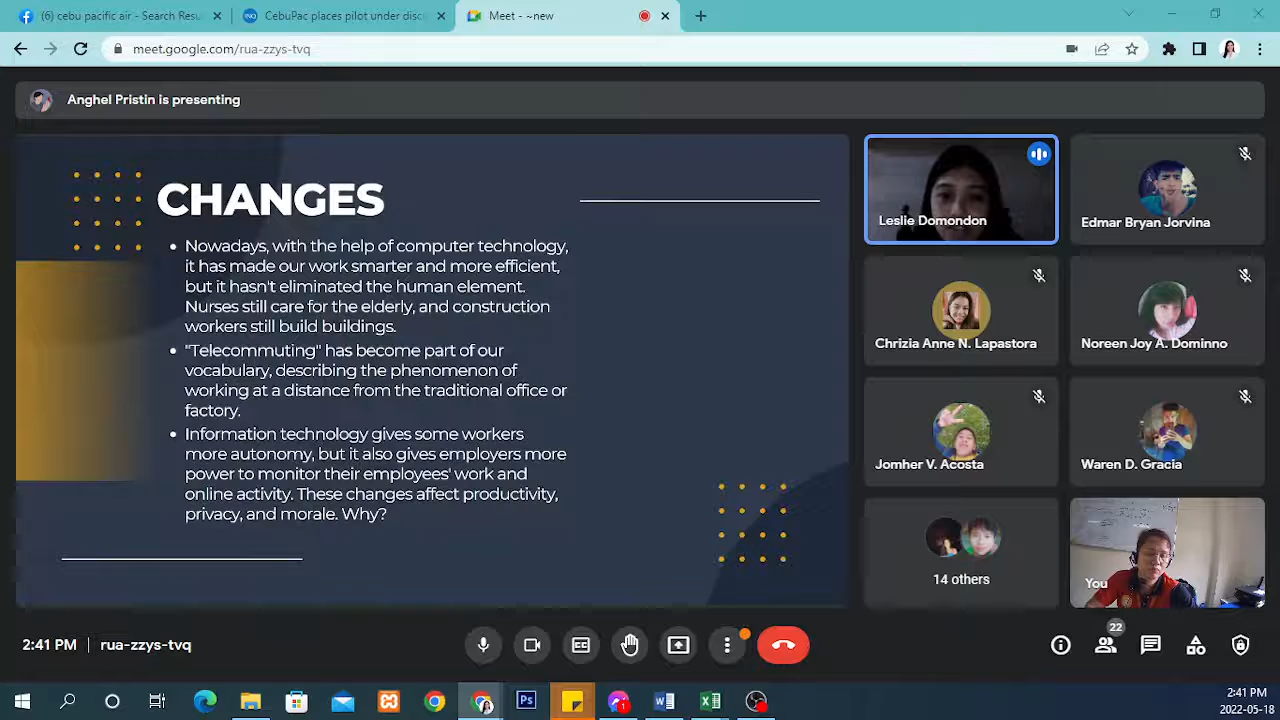 (6) cebu pacific air - Search Resu
CebuPac places pilot under disc
Meet - ~new
meet.google.com/rua-zzys-tvq
Anghel Pristin is presenting
CHANGES
• Nowadays, with the help of computer technology,
it has made our work smarter and more efficient,
but it hasn't eliminated the human element.
Nurses still care for the elderly, and construction
workers still build buildings.
• "Telecommuting" has become part of our
vocabulary, describing the phenomenon of
working at a distance from the traditional office or
factory.
• Information technology gives some workers
more autonomy, but it also gives employers more
power to monitor their employees' work and
online activity. These changes affect productivity,
privacy, and morale. Why?
Leslie Domondon
Edmar Bryan Jorvina
Chrizia Anne N. Lapastora
Noreen Joy A. Dominno
Jomher V. Acosta
Waren D. Gracia
14 others
You
2:41 PM | rua-zzys-tvq
22
Ps
1
2:41 PM
2022-05-18